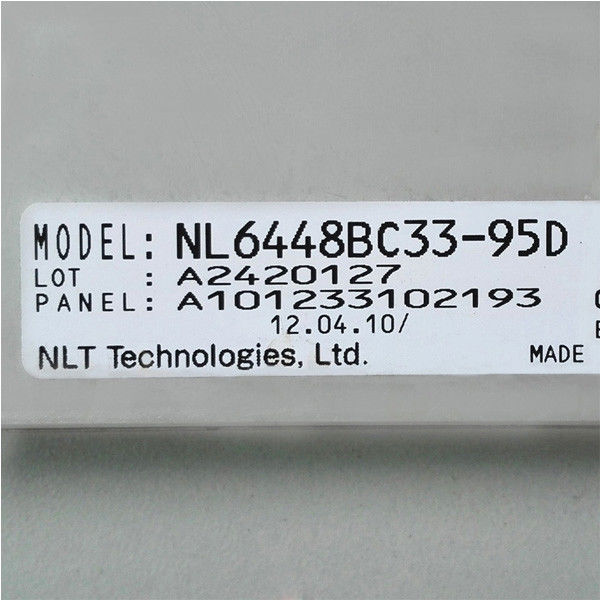 MODEL: NL6448BC33-95D
LOT : A2420127
PANEL: A101233102193
12.04.10/
NLT Technologies, Ltd. MADE